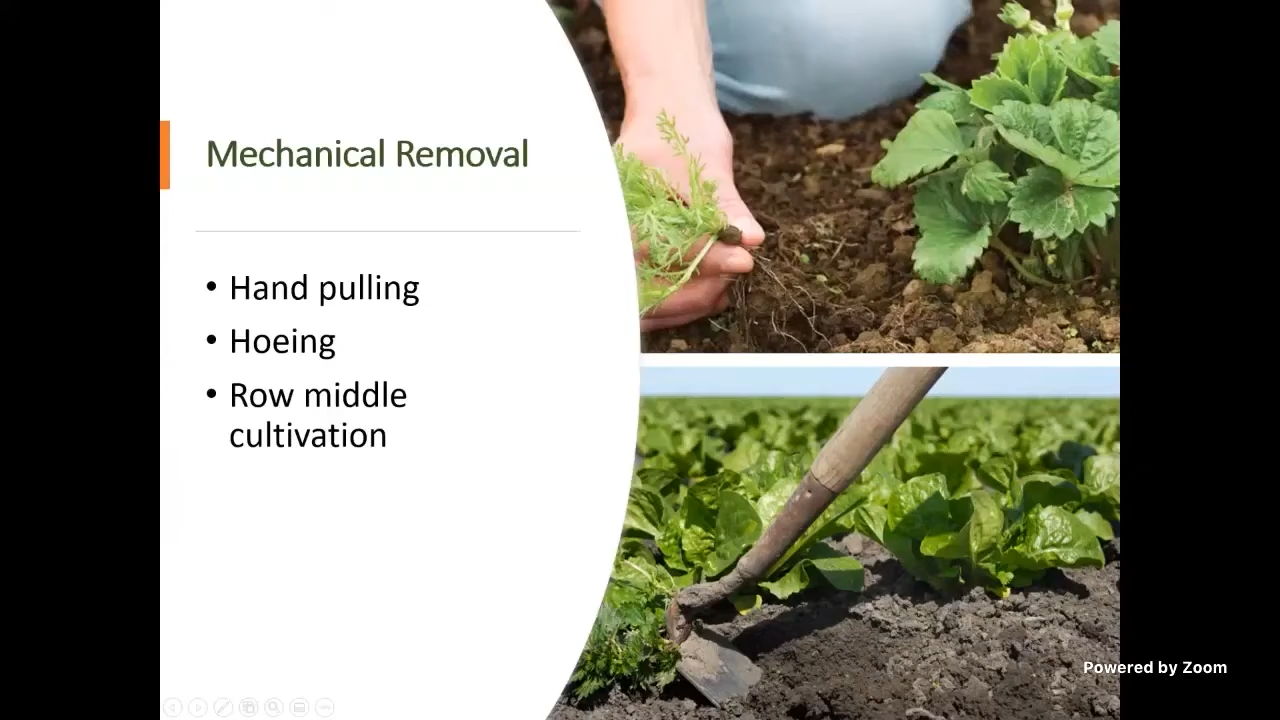 Mechanical Removal
• Hand pulling
• Hoeing
• Row middle
cultivation
Powered by Zoom